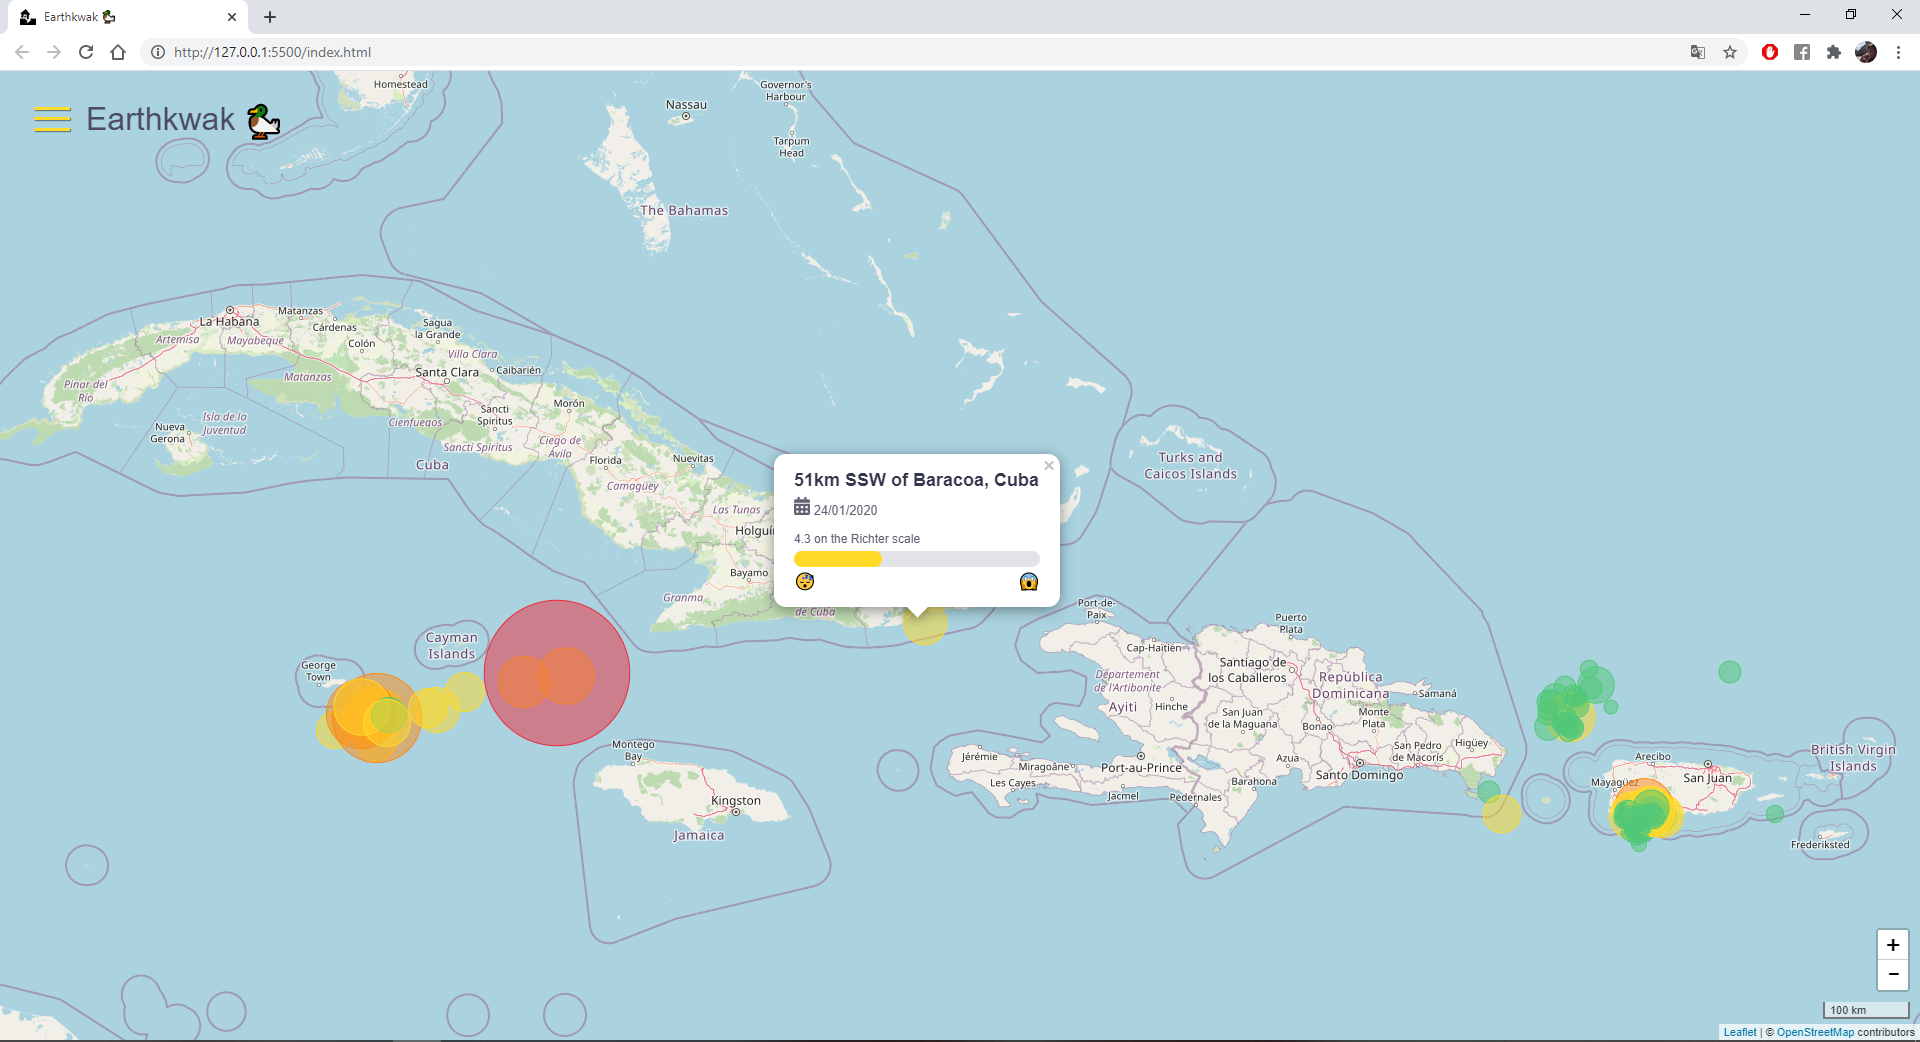 Earthkwak
http://127.0.0.1:5500/index.html
Earthkwak
Homestead
Nassau
Governor's
Harbour
Tarpum
Head
The Bahamas
La Habana
Matanzas
Cárdenas
Sagua
la Grande
Artemisa
Mayabeque
Colón
Villa Clara
Santa Clara
Caibarién
Matanzas
Pinar del
Río
Isla de la
Juventud
Nueva
Gerona
Cienfuegos
Sancti
Spiritus
Morón
Sancti Spiritus
Ciego de
Ávila
Cuba
Florida
Nuevitas
Camagüey
Las Tunas
Holguí
Bayamo
Granma
de Cuba
Turks and
Caicos Islands
51km SSW of Baracoa, Cuba
×
24/01/2020
4.3 on the Richter scale
Cayman
Islands
George
Town
Montego
Bay
Kingston
Jamaica
Port-de-
Paix
Cap-Haïtien
Département
de l'Artibonite
Ayiti
Hinche
Jérémie
Miragoâne
Les Cayes
Port-au-Prince
Jacmel
Pedernales
Puerto
Plata
Santiago de
los Caballeros
República
Dominicana
Samaná
San Juan
de la Maguana
Monte
Plata
Bonao
San Pedro
de Macorís
Higüey
Azua
Barahona
Santo Domingo
Arecibo
San Juan
Mayagüez
British Virgin
Islands
Frederiksted
+
−
100 km
Leaflet | © OpenStreetMap contributors